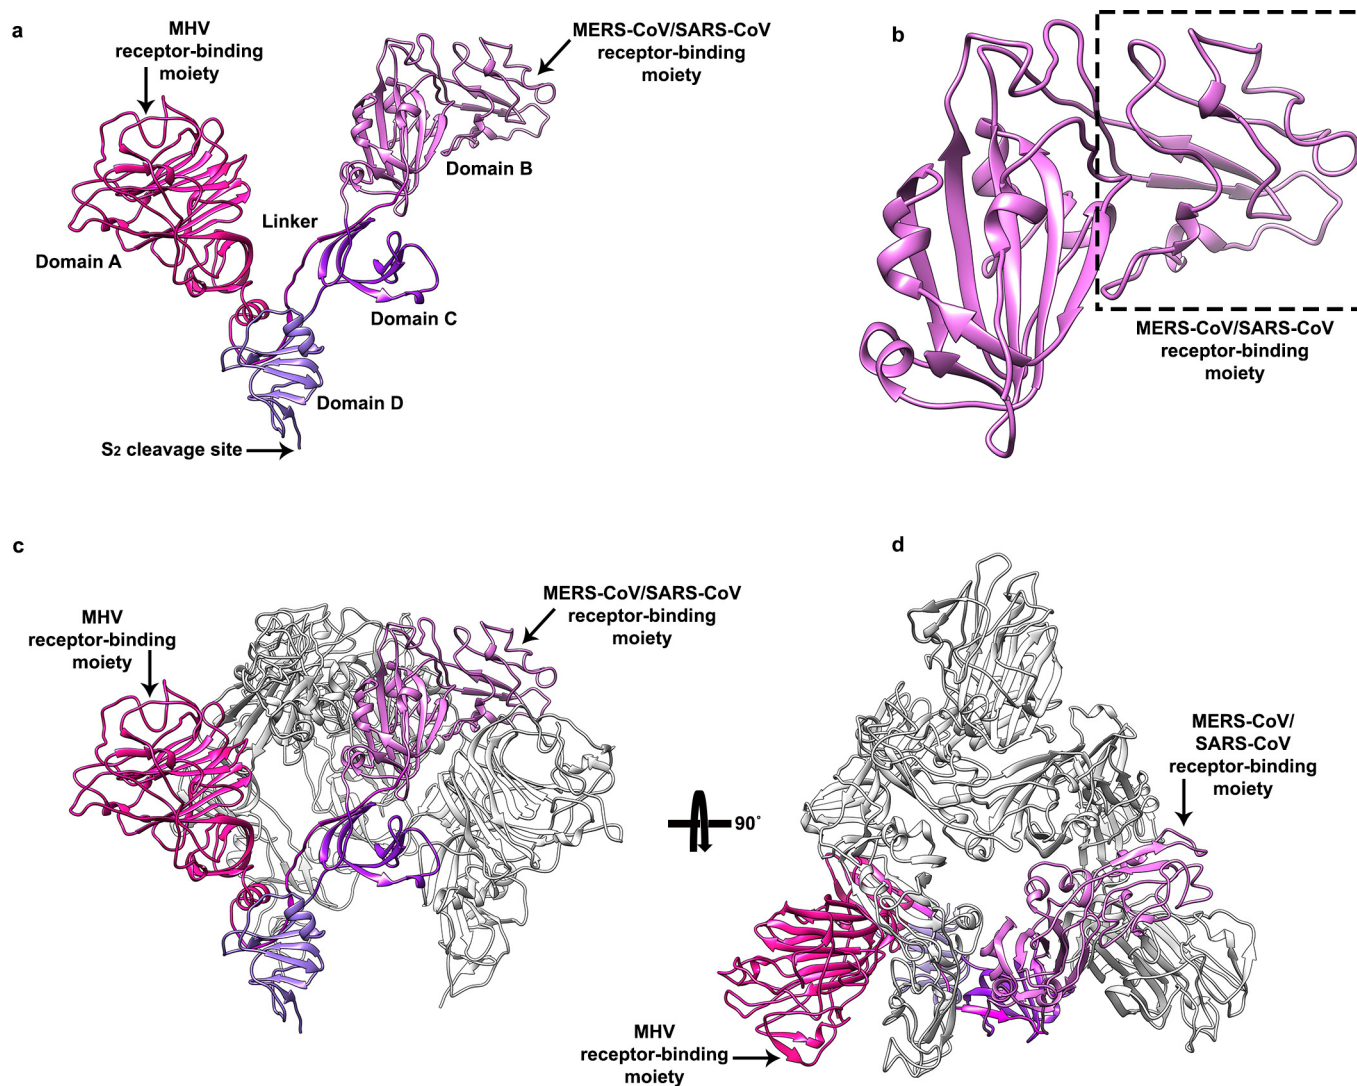 a
MHV
receptor-binding
moiety
MERS-CoV/SARS-CoV
receptor-binding
moiety
Domain B
Linker
Domain A
Domain C
Domain D
S2 cleavage site
b
MERS-CoV/SARS-CoV
receptor-binding
moiety
c
MHV
receptor-binding
moiety
MERS-CoV/SARS-CoV
receptor-binding
moiety
90°
d
MERS-CoV/
SARS-CoV
receptor-binding
moiety
MHV
receptor-binding
moiety